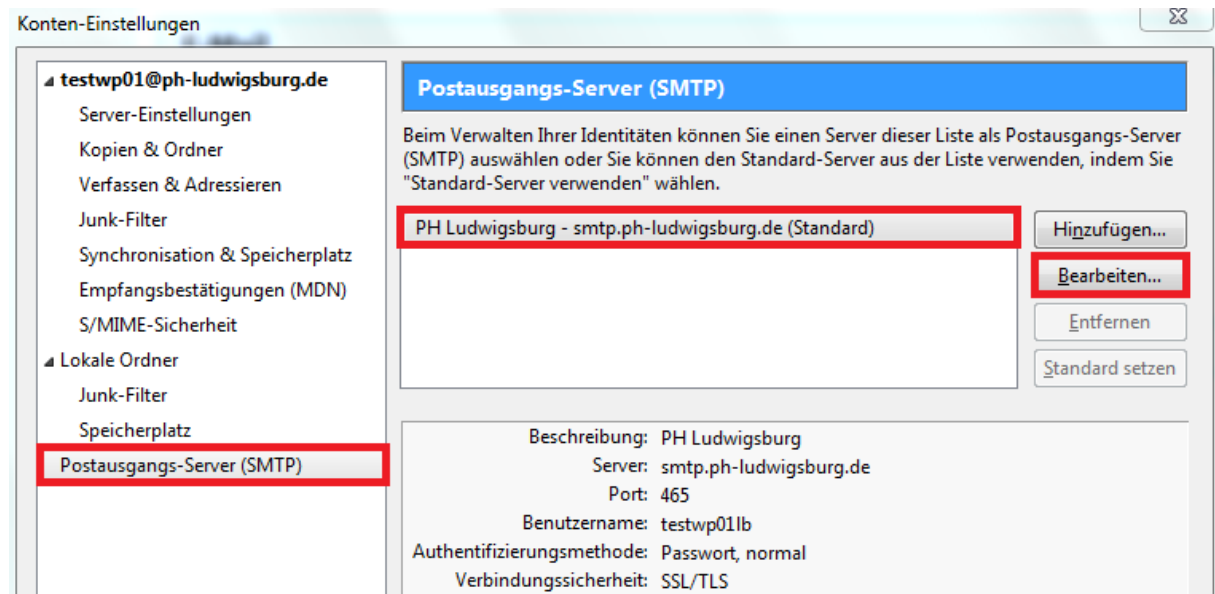 Konten-Einstellungen
testwp01@ph-ludwigsburg.de
Server-Einstellungen
Kopien & Ordner
Verfassen & Adressieren
Junk-Filter
Synchronisation & Speicherplatz
Empfangsbestätigungen (MDN)
S/MIME-Sicherheit
Lokale Ordner
Junk-Filter
Speicherplatz
Postausgangs-Server (SMTP)
Postausgangs-Server (SMTP)
Beim Verwalten Ihrer Identitäten können Sie einen Server dieser Liste als Postausgangs-Server
(SMTP) auswählen oder Sie können den Standard-Server aus der Liste verwenden, indem Sie
"Standard-Server verwenden" wählen.
PH Ludwigsburg - smtp.ph-ludwigsburg.de (Standard)
Hinzufügen...
Bearbeiten...
Entfernen
Standard setzen
Beschreibung: PH Ludwigsburg
Server: smtp.ph-ludwigsburg.de
Port: 465
Benutzername: testwp01lb
Authentifizierungsmethode: Passwort, normal
Verbindungssicherheit: SSL/TLS